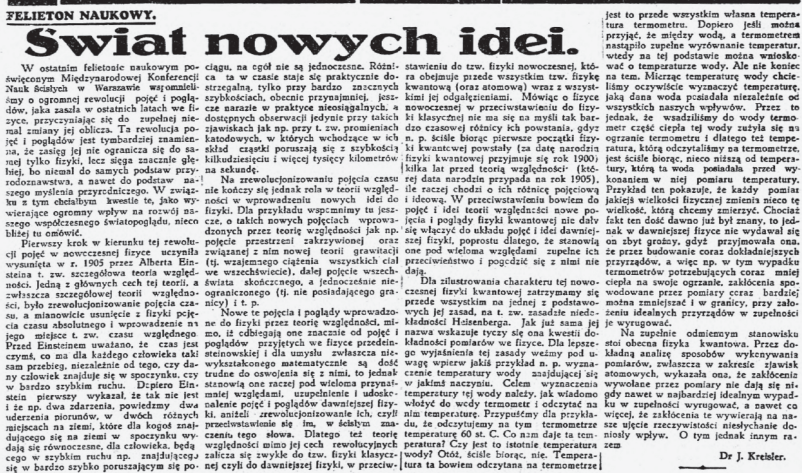 FELIETON NAUKOWY.
Świat nowych idei.
W ostatnim felietonie naukowym poświęconym Międzynarodowej Konferencji
Nauk Ścisłych w Warszawie wspomnieliśmy o ogromnej rewolucji pojęć i poglądów, jaka zaszła w ostatnich latach we fizyce, przyczyniając się do zupełnej niemal zmiany jej oblicza. Ta rewolucja
pojęć i poglądów jest tymbardziej znamienna, że zasięg jej nie ogranicza się do samej tylko fizyki, lecz sięga znacznie głębiej, bo niemal do samych podstaw przyrodoznawstwa, a nawet do podstaw naszego myślenia przyrodniczego. W związku z tym chcialbym kwestie te, jako wywierające ogromny wpływ na rozwój naszego współczesnego światopoglądu, nieco
bliżej tu omówić.
Pierwszy krok w kierunku tej rewolucji pojęć w nowoczesnej fizyce uczyniła
wysunięta w r. 1905 przez Alberta Einsteina t. zw. szczegółowa teoria względności. Jedną z głównych cech tej teorii, a
zwłaszcza szczegółowej teorii względności, było zrewolucjonizowanie pojęcia czasu, a mianowicie usunięcie z fizyki pojęcia czasu absolutnego i wprowadzenie na
jego miejsce t. zw. czasu względnego
Przed Einsteinem uważano, że czas jest
czymś, co ma dla każdego człowieka taki
sam przebieg, niezależnie od tego, czy dany człowiek znajduje się w spoczynku, czy
w bardzo szybkim ruchu. Dopiero Einstein pierwszy wykazał, że tak nie jest
i że np. dwa zdarzenia, powiedzmy dwa
uderzenia piorunów, w dwóch różnych
miejscach na ziemi, które dla kogoś znajdującego się na ziemi w spoczynku wydają się równoczesne, dla człowieka, będącego w szybkim ruchu np. znajdującego
się w bardzo szybko poruszającym się pociągu, na ogół nie są jednoczesne. Różnica ta w czasie staje się praktycznie dostrzegalną, tylko przy bardzo znacznych
szybkościach, obecnie przynajmniej, jeszcze narazie w praktyce nieosiągalnych, a
dostępnych obserwacji jedynie przy takich
zjawiskach jak np. przy t. zw. promieniach
katodowych, w których wchodzące w ich
skład cząstki poruszają się z szybkością
kilkudziesięciu i więcej tysięcy kilometrów
na sekundę.
Na zrewolucjonizowaniu pojęcia czasu
nie kończy się jednak rola w teorii względności w wprowadzeniu nowych idei do
fizyki. Dla przykładu wspcmnimy tu jeszcze, o takich nowych pojęciach wprowadzonych przez teorię względność jak np.
pojęcie przestrzeni zakrzywionej oraz
związanej z nim nowej teorii grawitacji
(tj. wzajemnego ciążenia wszystkich ciał
we wszechświecie), dalej pojęcie wszechświata skończonego, a jednocześnie nieograniczonego (tj. nie posiadającego granicy) i t. p.
Nowe te pojęcia i poglądy wprowadzone do fizyki przez teorię względności, mimo, iż odbiegają one znacznie od pojęć i
poglądów przyjętych we fizyce przedeinsteinowskiej i dla umysłu zwłaszcza niewykształconego matematycznie są dość
trudne do oswojenia się z nimi, to jednak
stanowią one raczej pod wieloma przynajmniej względami, uzupełnienie i udoskonalenie pojęć i poglądów dawniejszej fizyki, aniżeli zrewolucjonizowanie ich, czyli
przeciwstawienie się im, w ścisłym znaczeniu tego słowa. Dlatego też teorię
względności mimo jej cech rewolucyjnych
zalicza się zwykle do tzw. fizyki klasycznej czyli do dawniejszej fizyki, w przeciwstawieniu do tzw. fizyki nowoczesnej, która obejmuje przede wszystkim tzw. fizykę
kwantową (oraz atomową) wraz z wszystkimi jej odgałęzieniami. Mówiąc o fizyce
nowoczesnej w przeciwstawieniu do fizyki klasycznej nie ma się na myśli tak bardzo czasowej różnicy ich powstania, gdyż
n. p. ściśle biorąc pierwsze początki fizyki kwantowej powstały (za datę narodzin
fizyki kwantowej przyjmuje się rok 1900)
kilka lat przed teorią względności (której data narodzin przypada na rok 1905),
ile raczej chodzi o ich różnicę pojęciową
i ideową. W przeciwstawieniu bowiem do
pojęć i idei teorii względności nowe pojęcia i poglądy fizyki kwantowej nie dały
się włączyć do układu pojęć i idei dawniejszej fizyki, poprostu dlatego, że stanowią
one pod wieloma względami zupełne ich
przeciwieństwo i pogodzić się z nimi nie
dają.
Dla zilustrowania charakteru tej nowoczesnej fizyki kwantowej zatrzymamy się
przede wszystkim na jednej z podstawowych jej zasad, na t. zw. zasadzie niedokładności Heisenberga. Jak już sama jej
nazwa wskazuje tyczy się ona kwestii dokładności pomiarów we fizyce. Dla lepszego wyjaśnienia tej zasady weźmy pod uwagę wpierw jakiś przykład n. p. wyznaczenie temperatury wody znajdującej się
w jakimś naczyniu. Celem wyznaczenia
temperatury tej wody należy, jak wiadomo
włożyć do wody termometr i odczytać na
nim temperaturę. Przypuśćmy dla przykładu, że odczytujemy na tym termometrze
temperaturę 60 st. C. Co nam daje ta temperatura? Czy jest to istotnie temperatura
wody? Otóż, ściśle biorąc, nie. Temperatura ta bowiem odczytana na termometrze
jest to przede wszystkim własna temperatura termometru. Dopiero jeśli można
przyjąć, że między wodą, a termometrem
nastąpiło zupełne wyrównanie temperatur,
wtedy na tej podstawie można wnioskować o temperaturze wody. Ale nie koniec
na tem. Mierząc temperaturę wody chcieliśmy oczywiście wyznaczyć temperaturę,
jaką dana woda posiadała niezależnie od
wszystkich naszych wpływów. Przez to
jednak, że wsadziliśmy do wody termometr część ciepła tej wody zużyła się na
ogrzanie termometru i dlatego też temperatura, którą odczytaliśmy na termometrze,
jest ściśle biorąc, nieco niższą od temperatury, którą ta woda posiadała przed wykonaniem w niej pomiaru temperatury.
Przykład ten pokazuje, że każdy pomiar
jakiejś wielkości fizycznej zmienia nieco tę
wielkość, którą chcemy zmierzyć. Chociaż
fakt ten dość dawno już był znany, to jednak w dawniejszej fizyce nie wydawał się
on zbyt groźny, gdyż przyjmowała ona,
że przez budowanie coraz dokładniejszych
przyrządów, a więc np. w tym wypadku
termometrów potrzebujących coraz mniej
ciepła na swoje ogrzanie, zakłócenia spowodowane przez pomiary coraz bardziej
można zmniejszać i w granicy, przy założeniu idealnych przyrządów w zupełności
je wyrugować.
Na zupełnie odmiennym stanowisku
stoi obecna fizyka kwantowa. Przez dokładną analizę sposobów wykonywania
pomiarów, zwłaszcza w zakresie zjawisk
atomowych, wykazała ona, że zakłócenia
wywołane przez pomiary nie dają się nigdy nawet w najbardziej idealnym wypadku w zupełności wyrugować, a nawet co
więcej, że zakłócenia te wywierają na nasze ujęcie rzeczywistości niesłychanie doniosły wpływ. O tym jednak innym razem.
Dr J. Kreisler.